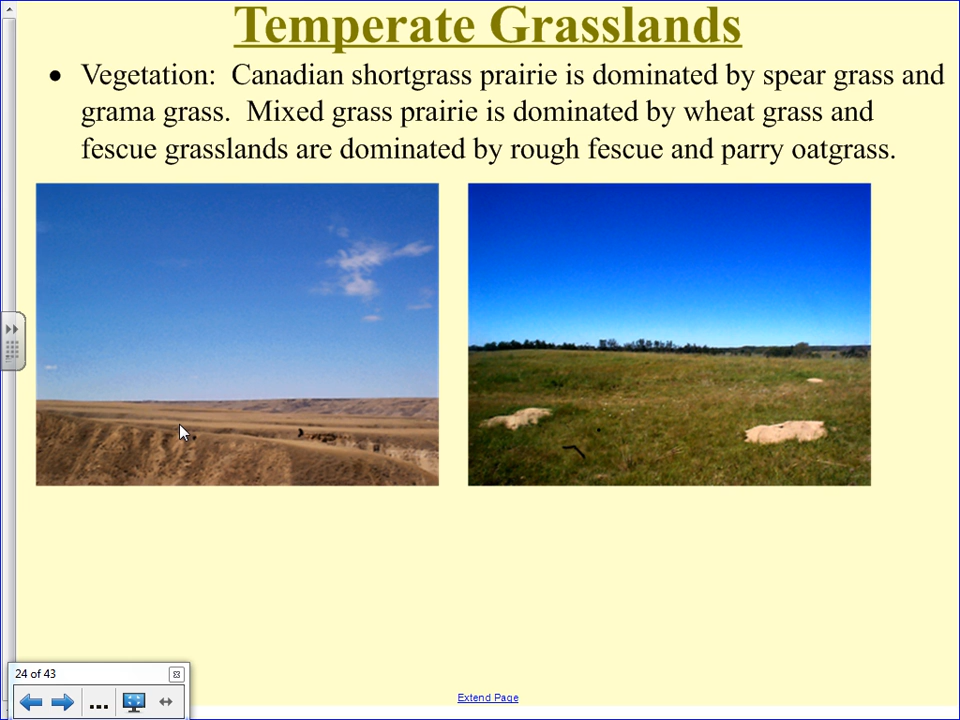 Temperate Grasslands
• Vegetation: Canadian shortgrass prairie is dominated by spear grass and
grama grass. Mixed grass prairie is dominated by wheat grass and
fescue grasslands are dominated by rough fescue and parry oatgrass.
24 of 43
...
Extend Page